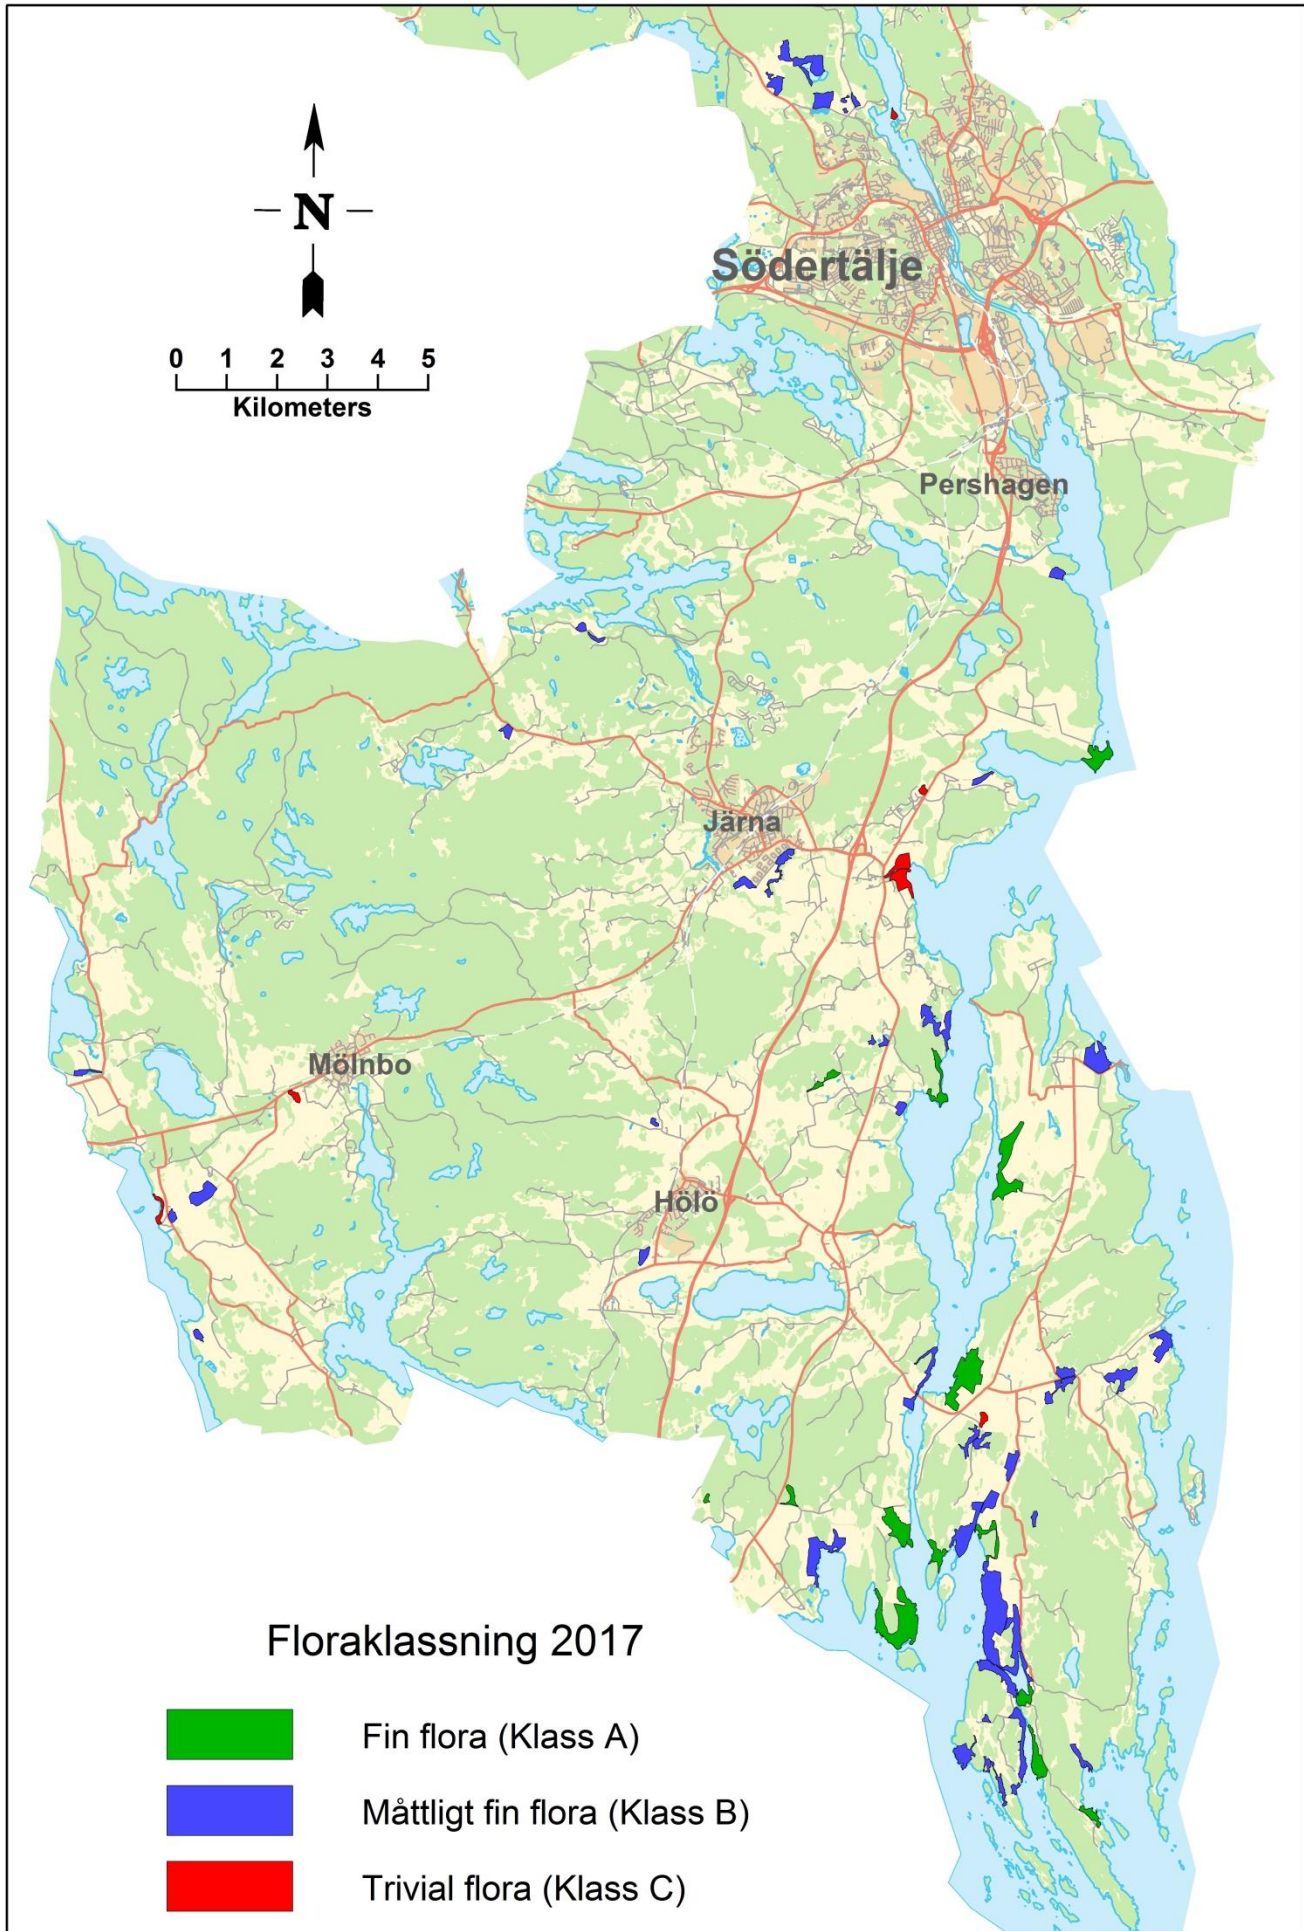 N
0 1 2 3 4 5
Kilometers
Södertälje
Pershagen
Järna
Mölnbo
Hölö
Floraklassning 2017
Fin flora (Klass A)
Måttligt fin flora (Klass B)
Trivial flora (Klass C)